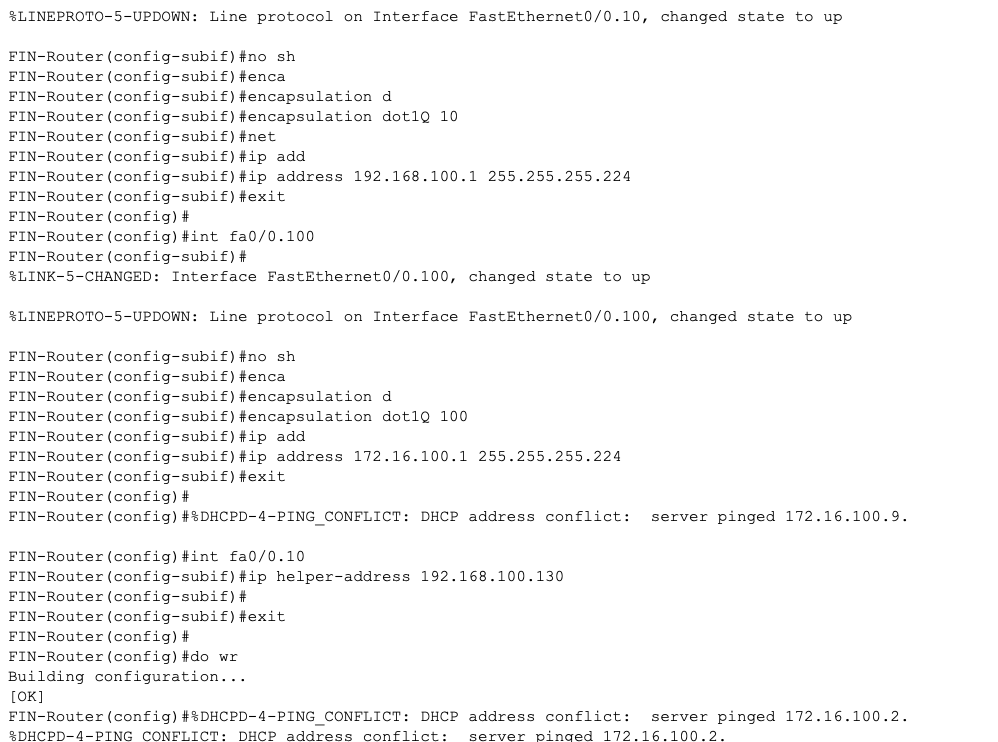 %LINEPROTO-5-UPDOWN: Line protocol on Interface FastEthernet0/0.10, changed state to up
FIN-Router(config-subif)#no sh
FIN-Router(config-subif)#enca
FIN-Router(config-subif)#encapsulation d
FIN-Router(config-subif)#encapsulation dot1Q 10
FIN-Router(config-subif)#net
FIN-Router(config-subif)#ip add
FIN-Router(config-subif)#ip address 192.168.100.1 255.255.255.224
FIN-Router(config-subif)#exit
FIN-Router(config)#
FIN-Router(config)#int fa0/0.100
FIN-Router(config-subif)#
%LINK-5-CHANGED: Interface FastEthernet0/0.100, changed state to up
%LINEPROTO-5-UPDOWN: Line protocol on Interface FastEthernet0/0.100, changed state to up
FIN-Router(config-subif)#no sh
FIN-Router(config-subif)#enca
FIN-Router(config-subif)#encapsulation d
FIN-Router(config-subif)#encapsulation dot1Q 100
FIN-Router(config-subif)#ip add
FIN-Router(config-subif)#ip address 172.16.100.1 255.255.255.224
FIN-Router(config-subif)#exit
FIN-Router(config)#
FIN-Router(config)#%DHCPD-4-PING_CONFLICT: DHCP address conflict:  server pinged 172.16.100.9.
FIN-Router(config)#int fa0/0.10
FIN-Router(config-subif)#ip helper-address 192.168.100.130
FIN-Router(config-subif)#
FIN-Router(config-subif)#exit
FIN-Router(config)#
FIN-Router(config)#do wr
Building configuration...
[OK]
FIN-Router(config)#%DHCPD-4-PING_CONFLICT: DHCP address conflict:  server pinged 172.16.100.2.
%DHCPD-4-PING_CONFLICT: DHCP address conflict:  server pinged 172.16.100.2.